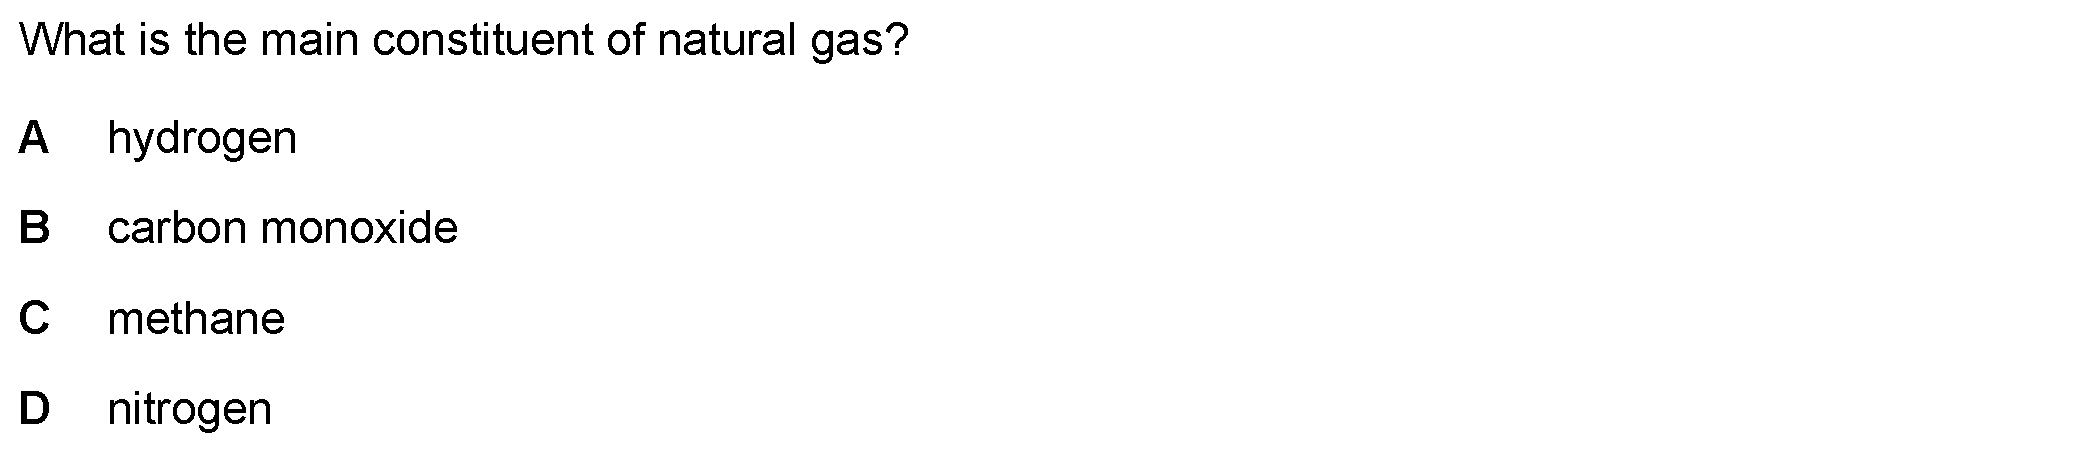 What is the main constituent of natural gas?
A hydrogen
B carbon monoxide
C methane
D nitrogen